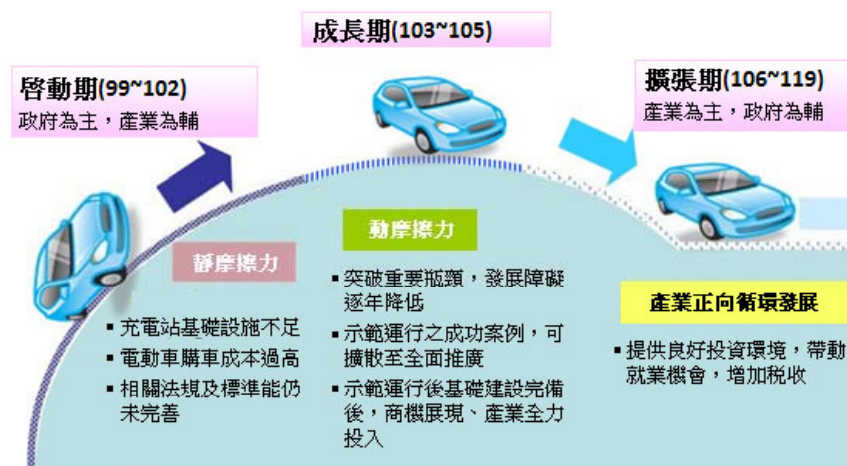 成長期(103~105)
啓動期(99~102)
政府為主，產業為輔
擴張期(106~119)
產業為主，政府為輔
靜摩擦力
▪ 充電站基礎設施不足
▪ 電動車購車成本過高
▪ 相關法規及標準能仍
未完善
動摩擦力
▪ 突破重要瓶頸，發展障礙
逐年降低
▪ 示範運行之成功案例，可
擴散至全面推廣
▪ 示範運行後基礎建設完備
後，商機展現、產業全力
投入
產業正向循環發展
▪ 提供良好投資環境，帶動
就業機會，增加稅收